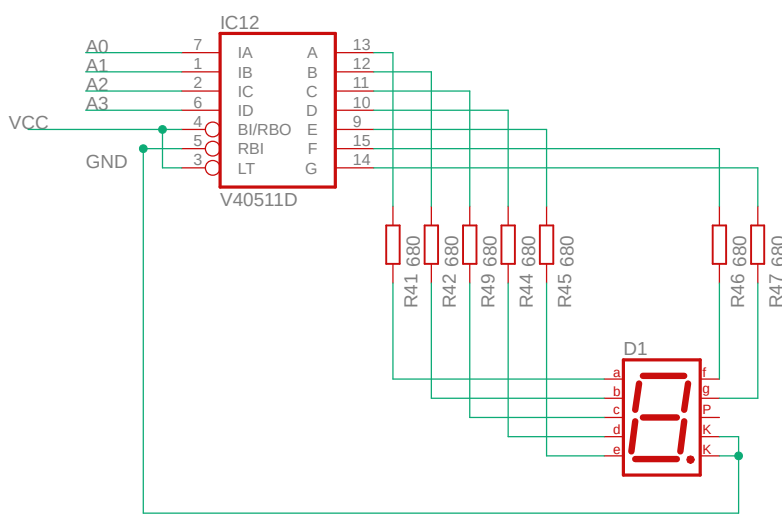 IC12
A0 7 IA A 13
A1 1 IB B 12
A2 2 IC C 11
A3 6 ID D 10
VCC 4 BI/RBO E 9
5 RBI F 15
GND 3 LT G 14
V40511D
R41 680
R42 680
R49 680
R44 680
R45 680
R46 680
R47 680
D1
a f
b g
c P
d K
e K